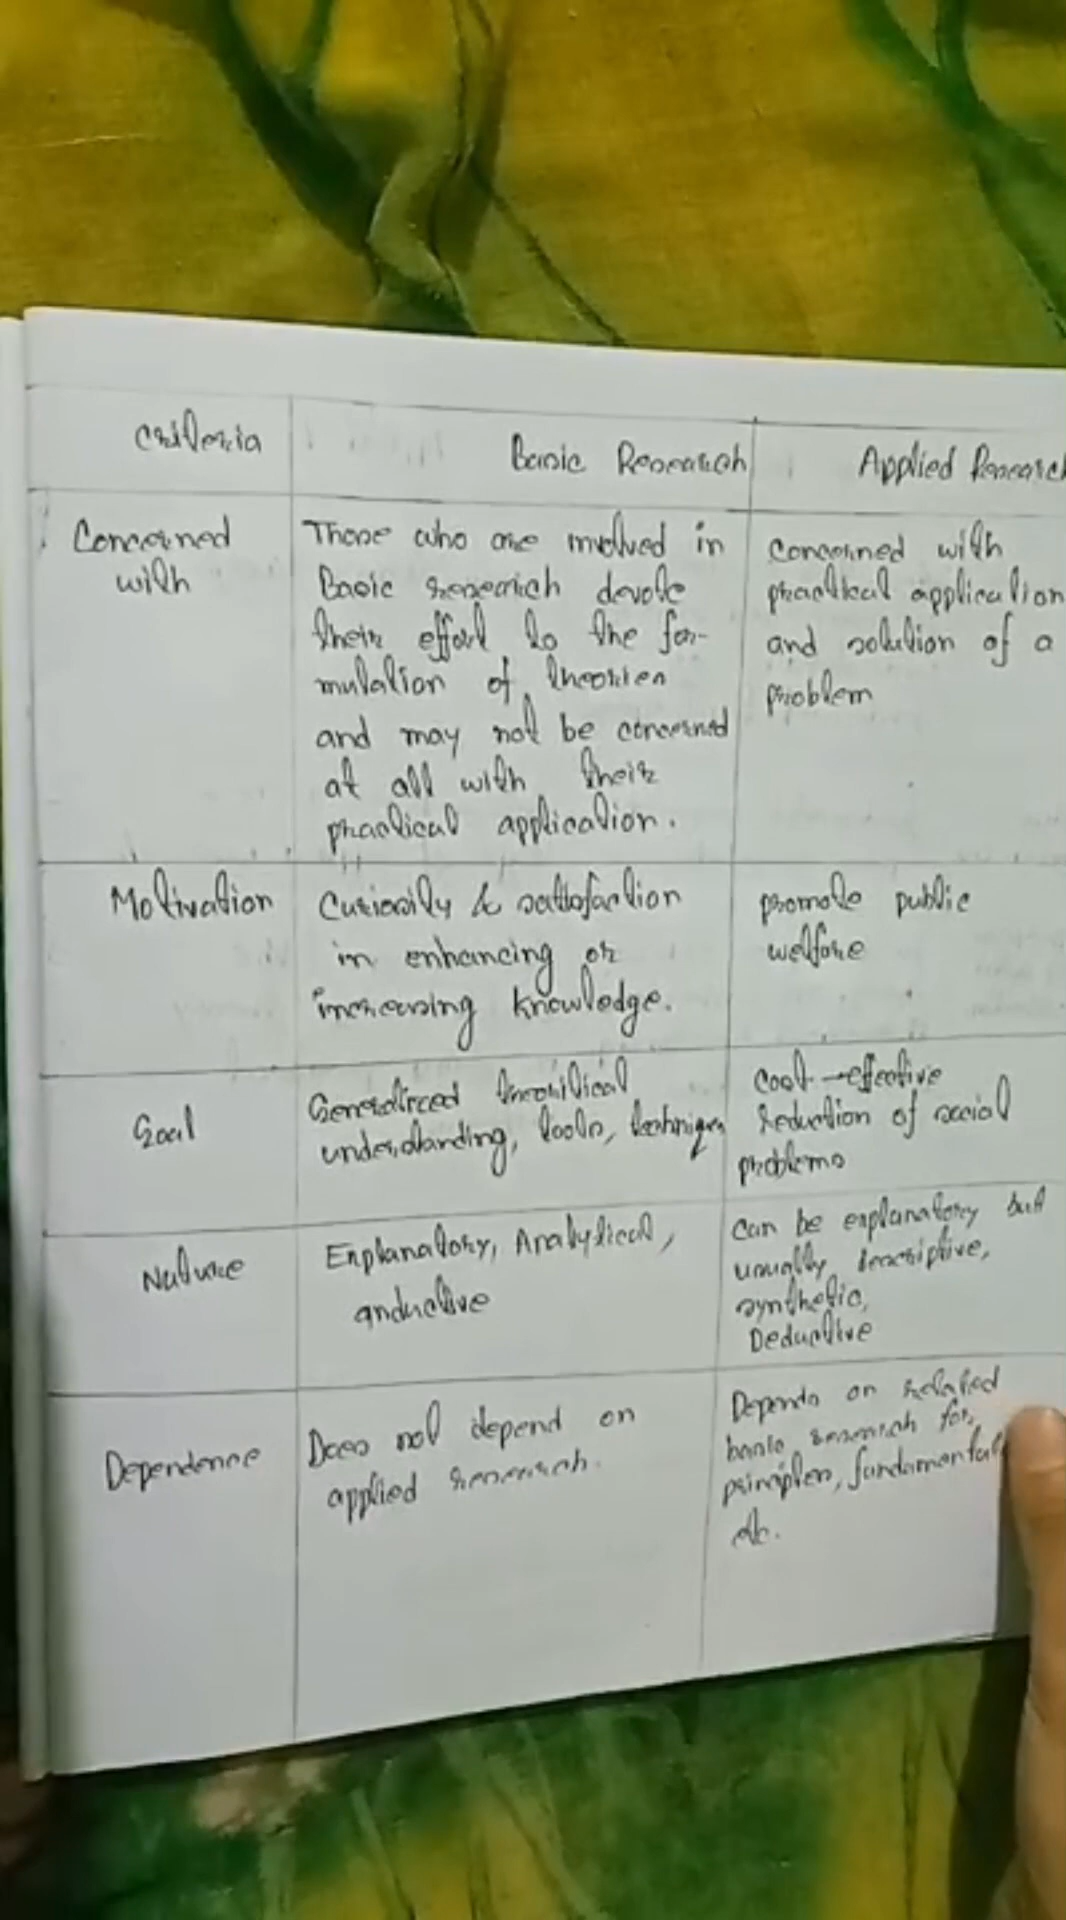 Criteria
Basic Research
Applied Research
Concerned
with
Those who are involved in
Basic research devote
their effort to the for-
mulation of theories
and may not be concerned
at all with their
practical application.
Concerned with
practical application
and solution of a
problem
Motivation
Curiosity & satisfaction
in enhancing or
increasing knowledge.
promote public
welfare
Goal
Generalized theoritical
understanding, tools, techniques
Cost-effective
Reduction of social
problems
Nature
Explanatory, Analytical,
inductive
Can be explanatory but
usually descriptive,
synthetic,
Deductive
Dependence
Does not depend on
applied research.
Depends on related
basic research for
principles, fundamentals
etc.